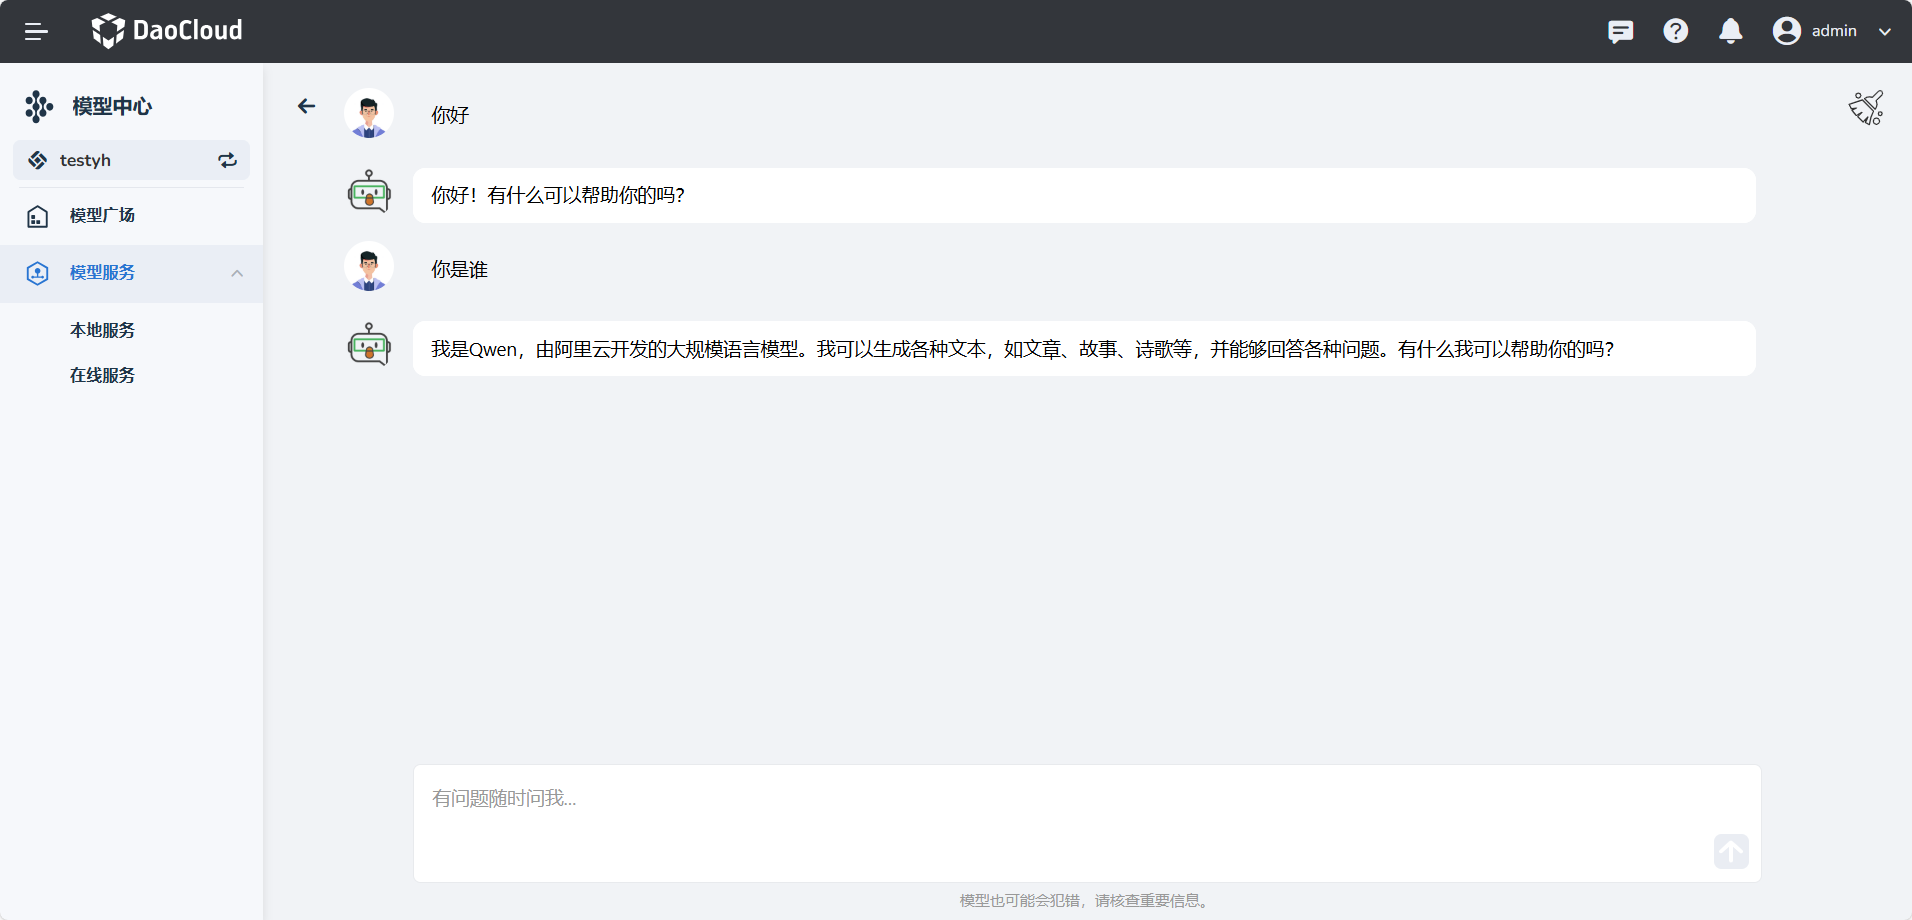 DaoCloud
admin
模型中心
testyh
模型广场
模型服务
本地服务
在线服务
你好
你好！有什么可以帮助你的吗？
你是谁
我是Qwen，由阿里云开发的大规模语言模型。我可以生成各种文本，如文章、故事、诗歌等，并能够回答各种问题。有什么我可以帮助你的吗？
有问题随时问我...
模型也可能会犯错，请核查重要信息。